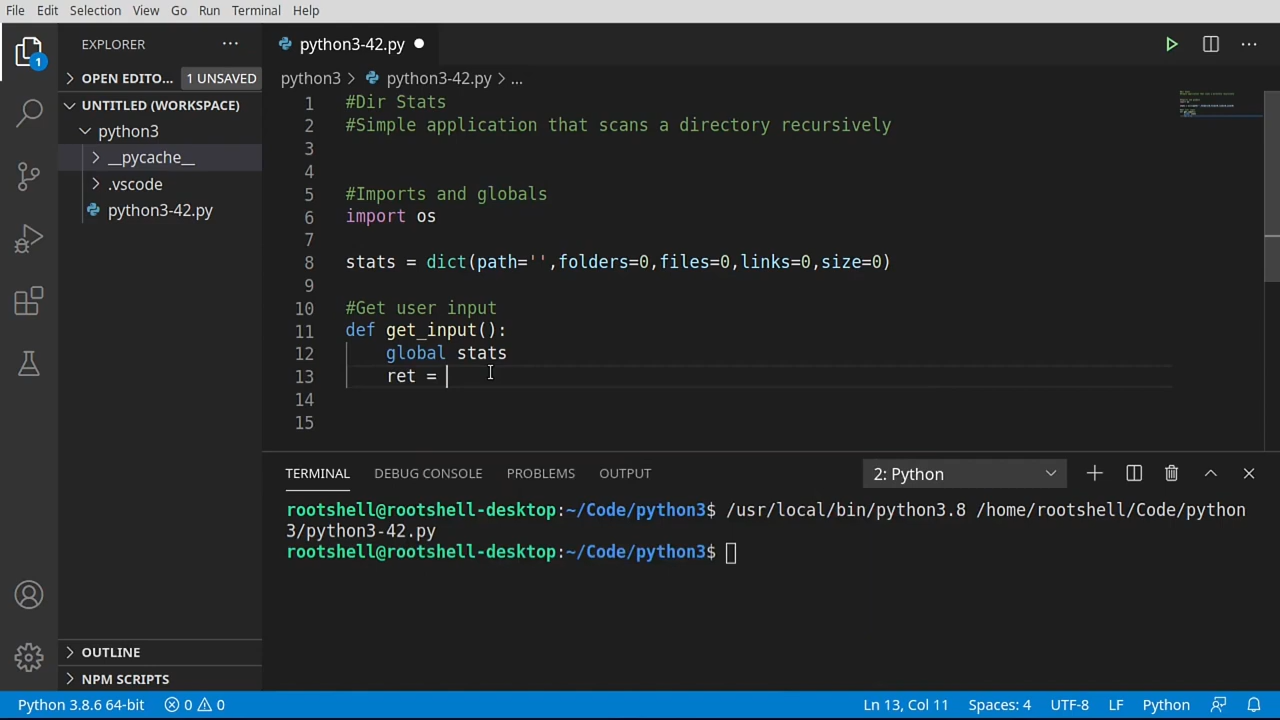 File Edit Selection View Go Run Terminal Help
EXPLORER
OPEN EDITO... 1 UNSAVED
UNTITLED (WORKSPACE)
python3
__pycache__
.vscode
python3-42.py
OUTLINE
NPM SCRIPTS
1
python3-42.py
python3 > python3-42.py > ...
1 #Dir Stats
2 #Simple application that scans a directory recursively
3
4
5 #Imports and globals
6 import os
7
8 stats = dict(path='',folders=0,files=0,links=0,size=0)
9
10 #Get user input
11 def get_input():
12 global stats
13 ret =
14
15
TERMINAL DEBUG CONSOLE PROBLEMS OUTPUT 2: Python
rootshell@rootshell-desktop:~/Code/python3$ /usr/local/bin/python3.8 /home/rootshell/Code/python
3/python3-42.py
rootshell@rootshell-desktop:~/Code/python3$
Python 3.8.6 64-bit 0 0 Ln 13, Col 11 Spaces: 4 UTF-8 LF Python